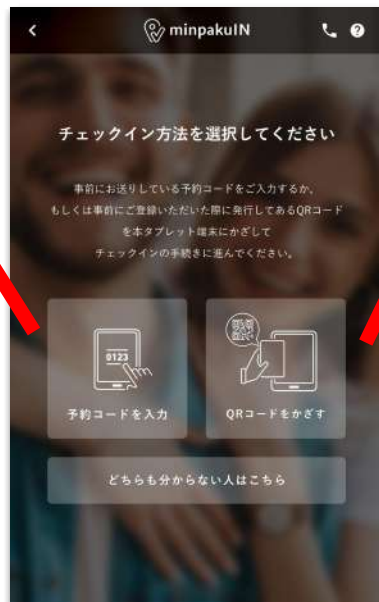 minpakuIN
チェックイン方法を選択してください
事前にお送りしている予約コードをご入力するか、
もしくは事前にご登録いただいた際に発行してあるQRコード
を本タブレット端末にかざして
チェックインの手続きに進んでください。
0123
予約コードを入力
QRコードをかざす
どちらも分からない人はこちら